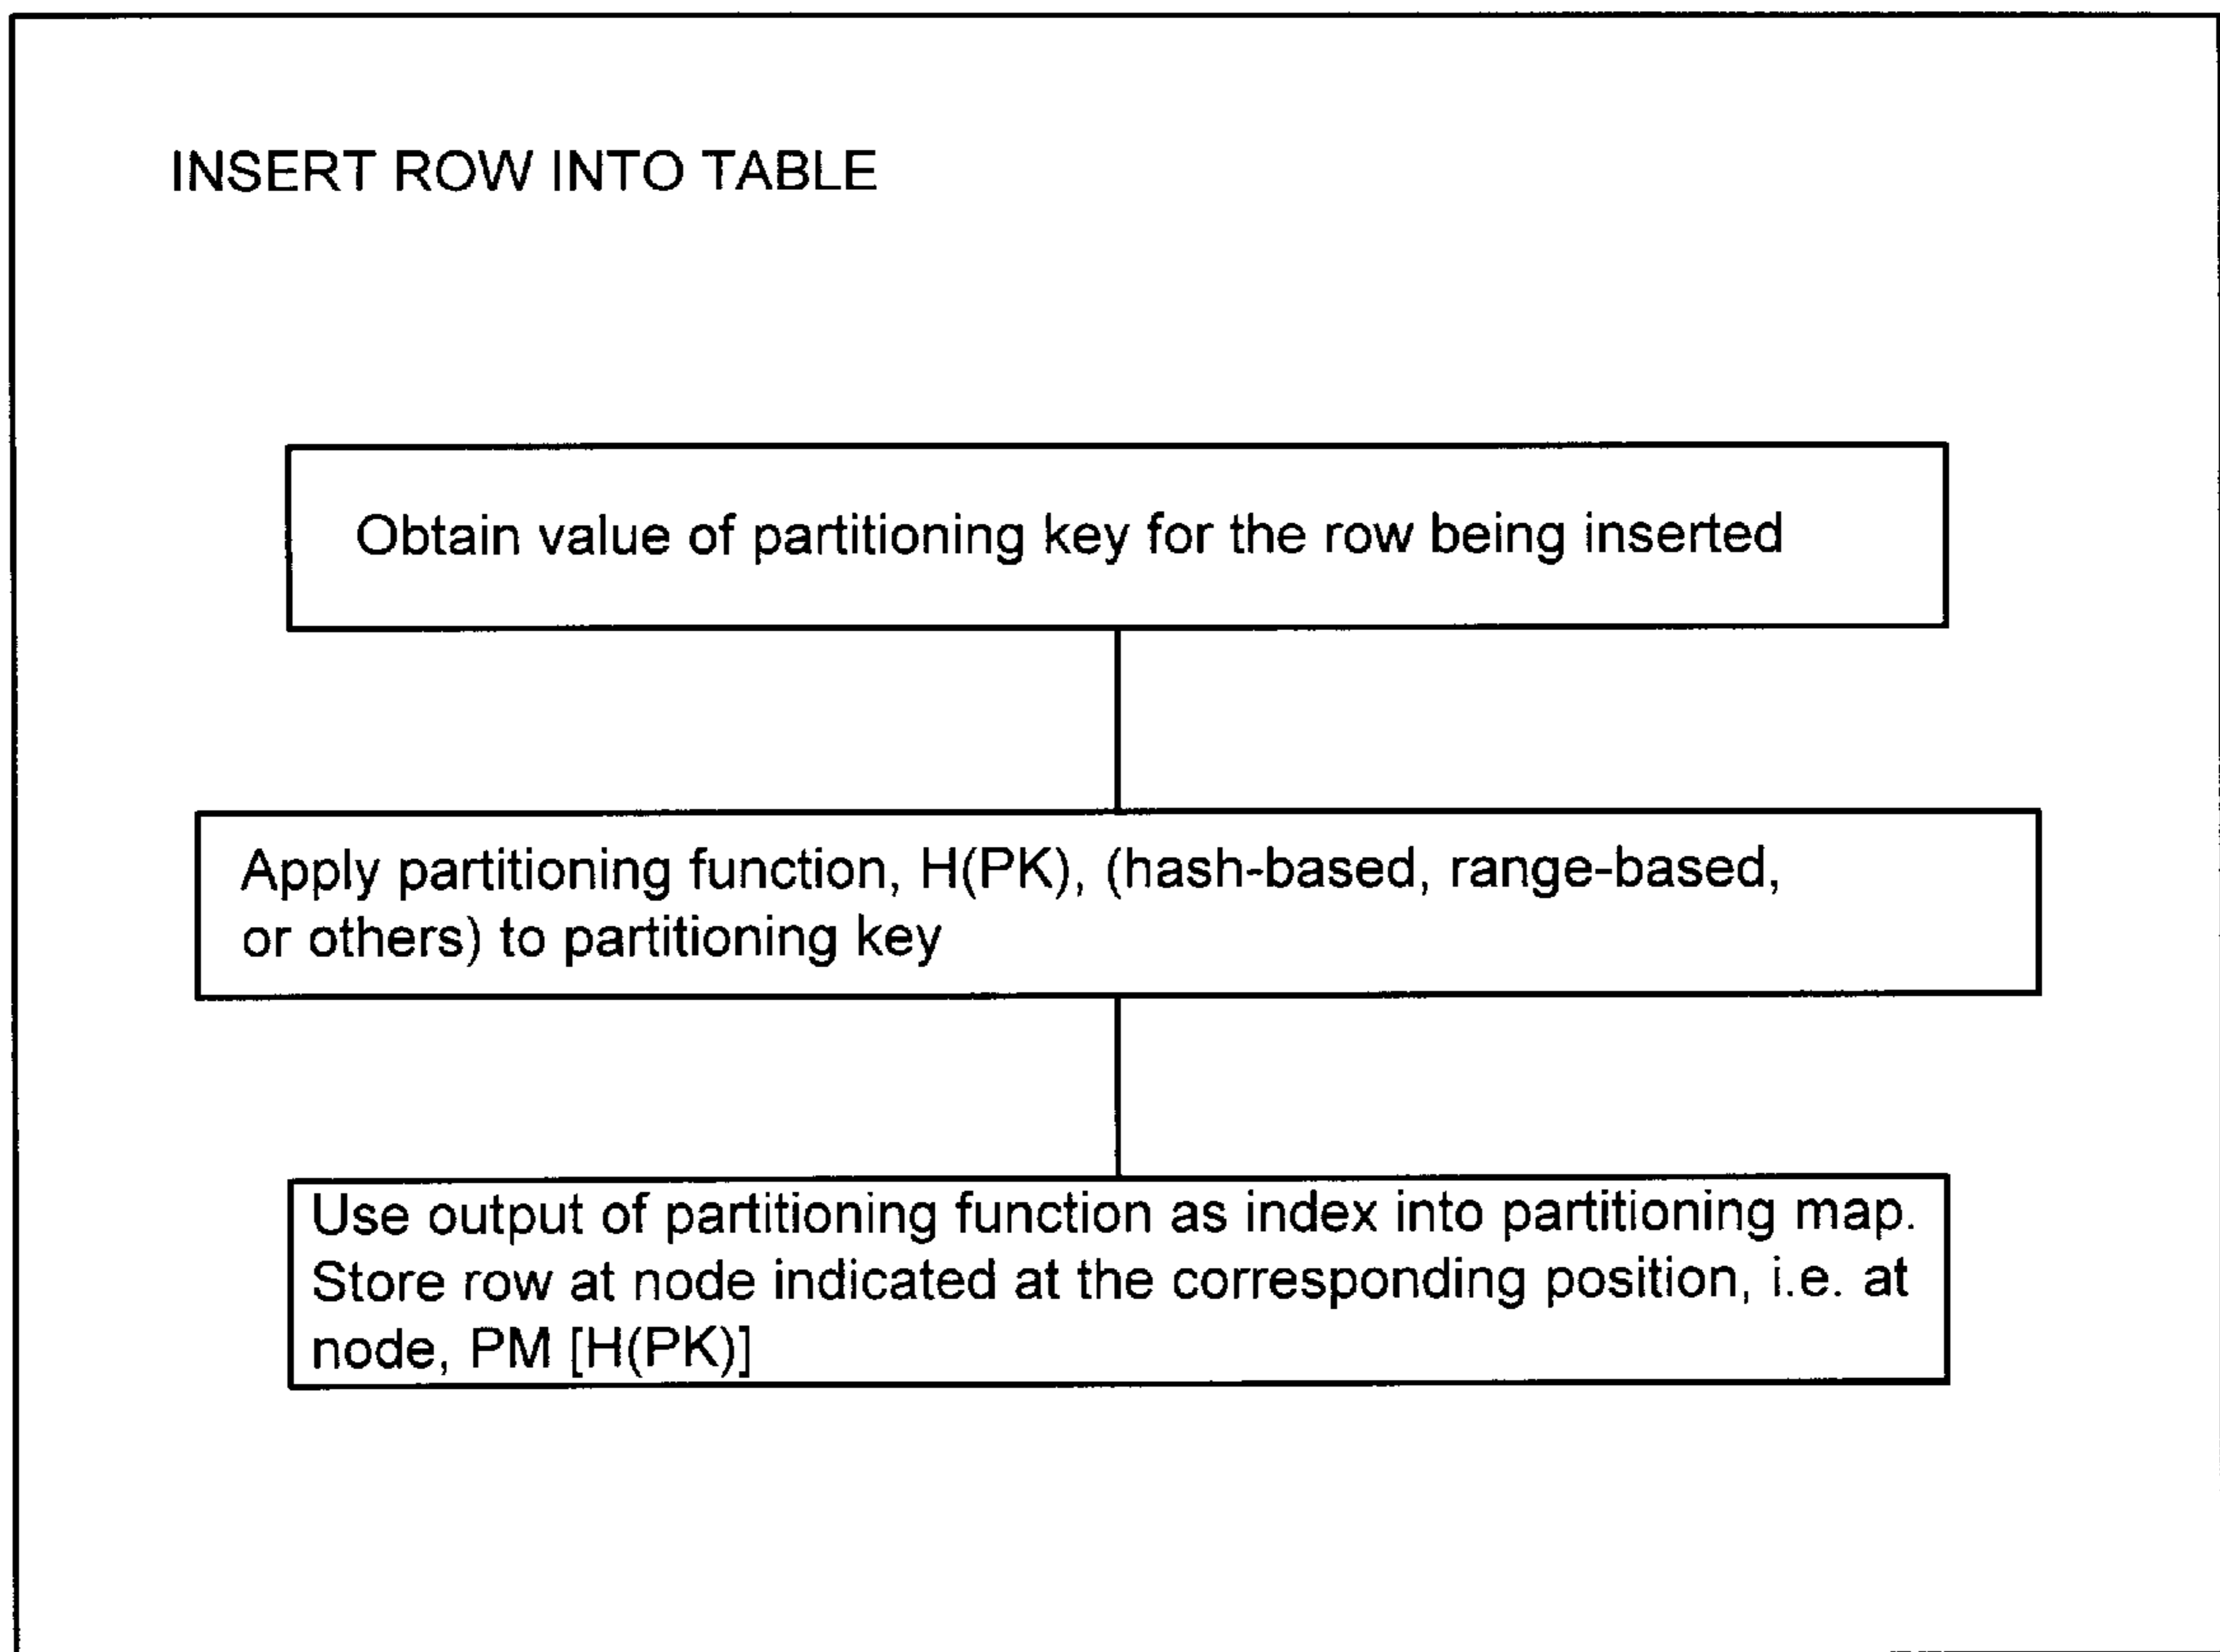 INSERT ROW INTO TABLE
Obtain value of partitioning key for the row being inserted
Apply partitioning function, H(PK), (hash-based, range-based,
or others) to partitioning key
Use output of partitioning function as index into partitioning map.
Store row at node indicated at the corresponding position, i.e. at
node, PM [H(PK)]